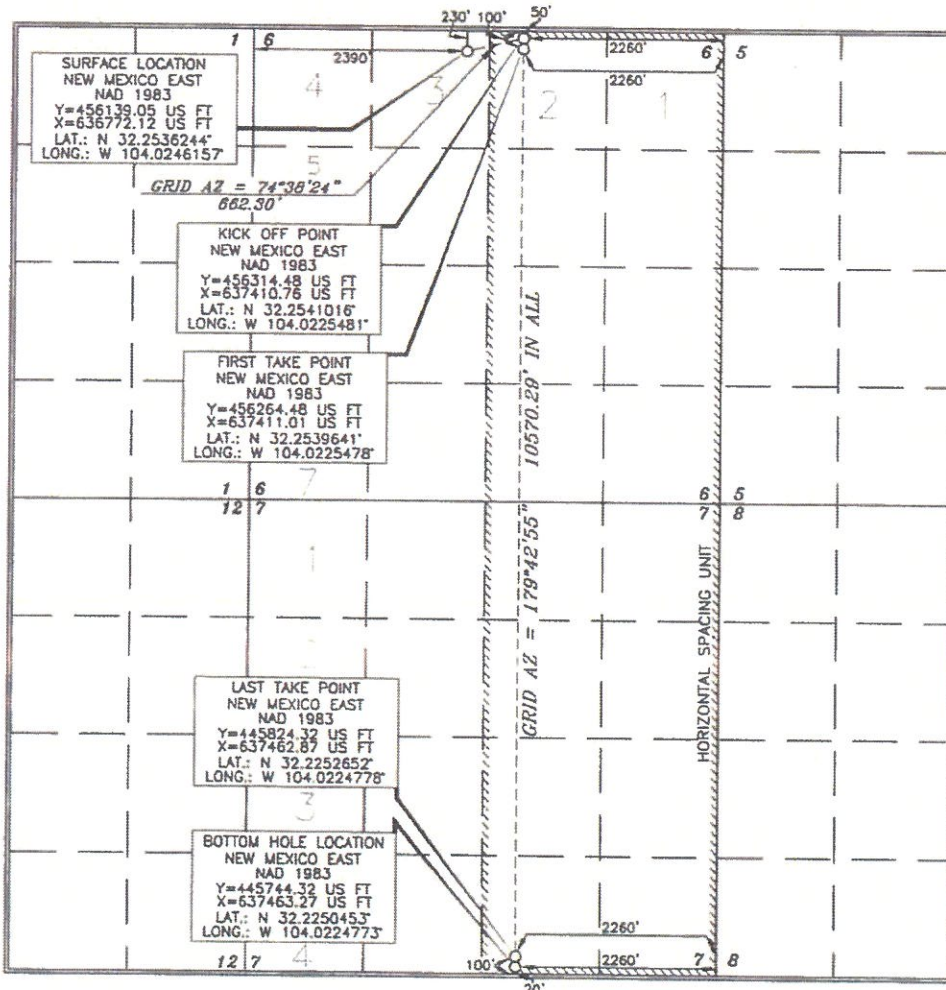 230' 100' 50'
1 6
2390'
2260'
6 5
2260'
4 3 2 1
SURFACE LOCATION
NEW MEXICO EAST
NAD 1983
Y=456139.05 US FT
X=636772.12 US FT
LAT.: N 32.2536244°
LONG.: W 104.0246157°
5
GRID AZ = 74°38'24"
662.30'
KICK OFF POINT
NEW MEXICO EAST
NAD 1983
Y=456314.48 US FT
X=637410.76 US FT
LAT.: N 32.2541016°
LONG.: W 104.0225481°
FIRST TAKE POINT
NEW MEXICO EAST
NAD 1983
Y=456264.48 US FT
X=637411.01 US FT
LAT.: N 32.2539641°
LONG.: W 104.0225478°
7
1 6
12 7
6 5
7 8
1
GRID AZ = 179°42'55" 10570.29' IN ALL
HORIZONTAL SPACING UNIT
LAST TAKE POINT
NEW MEXICO EAST
NAD 1983
Y=445824.32 US FT
X=637462.87 US FT
LAT.: N 32.2252652°
LONG.: W 104.0224778°
3
BOTTOM HOLE LOCATION
NEW MEXICO EAST
NAD 1983
Y=445744.32 US FT
X=637463.27 US FT
LAT.: N 32.2250453°
LONG.: W 104.0224773°
4
2260'
12 7
100'
2260'
7 8
20'